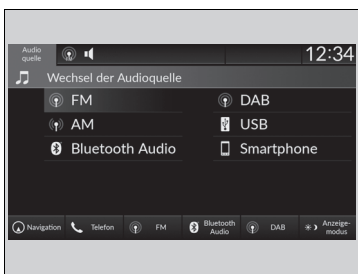 Audio
quelle
12:34
Wechsel der Audioquelle
FM
DAB
AM
USB
Bluetooth Audio
Smartphone
Navigation
Telefon
FM
Bluetooth
Audio
DAB
Anzeige-
modus